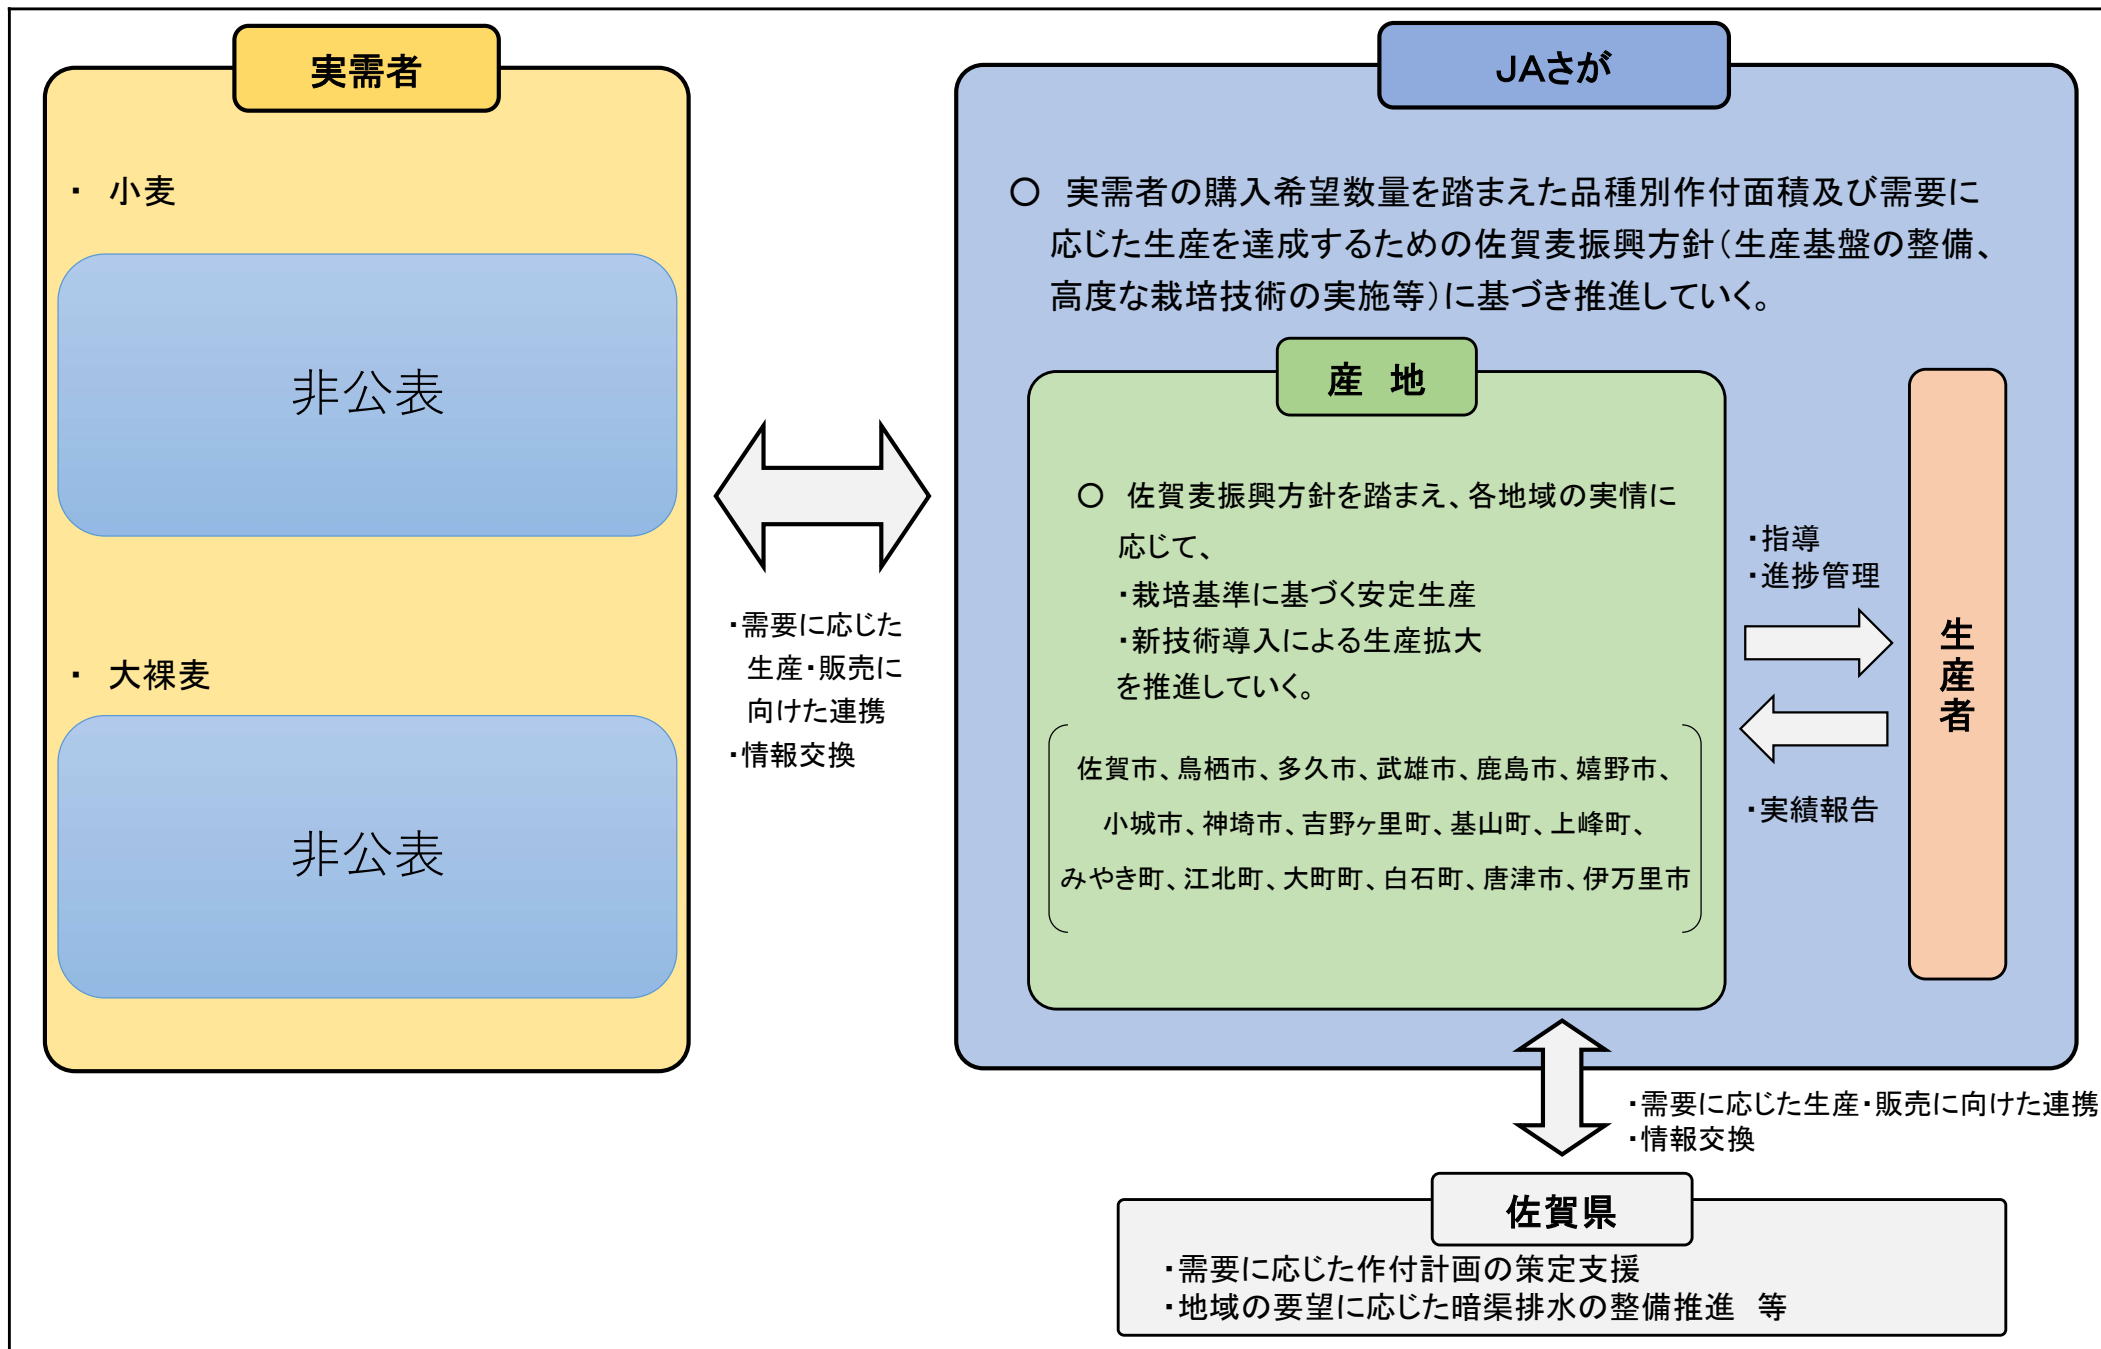 実需者
・ 小麦
非公表
・ 大裸麦
非公表
・需要に応じた
生産・販売に
向けた連携
・情報交換
JAさが
○ 実需者の購入希望数量を踏まえた品種別作付面積及び需要に
応じた生産を達成するための佐賀麦振興方針（生産基盤の整備、
高度な栽培技術の実施等）に基づき推進していく。
産 地
○ 佐賀麦振興方針を踏まえ、各地域の実情に
応じて、
・栽培基準に基づく安定生産
・新技術導入による生産拡大
を推進していく。
佐賀市、鳥栖市、多久市、武雄市、鹿島市、嬉野市、
小城市、神埼市、吉野ヶ里町、基山町、上峰町、
みやき町、江北町、大町町、白石町、唐津市、伊万里市
・指導
・進捗管理
・実績報告
生産者
・需要に応じた生産・販売に向けた連携
・情報交換
佐賀県
・需要に応じた作付計画の策定支援
・地域の要望に応じた暗渠排水の整備推進 等